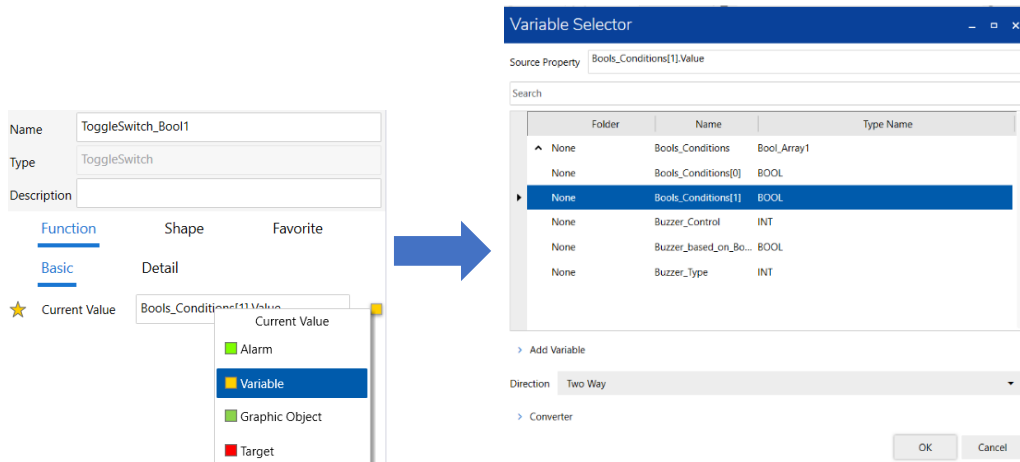 Name ToggleSwitch_Bool1
Type ToggleSwitch
Description
Function Shape Favorite
Basic Detail
Current Value Bools_Conditions[1].Value
Current Value
Alarm
Variable
Graphic Object
Target
Variable Selector
Source Property Bools_Conditions[1].Value
Search
Folder Name Type Name
None Bools_Conditions Bool_Array1
None Bools_Conditions[0] BOOL
None Bools_Conditions[1] BOOL
None Buzzer_Control INT
None Buzzer_based_on_Bo... BOOL
None Buzzer_Type INT
Add Variable
Direction Two Way
Converter
OK Cancel